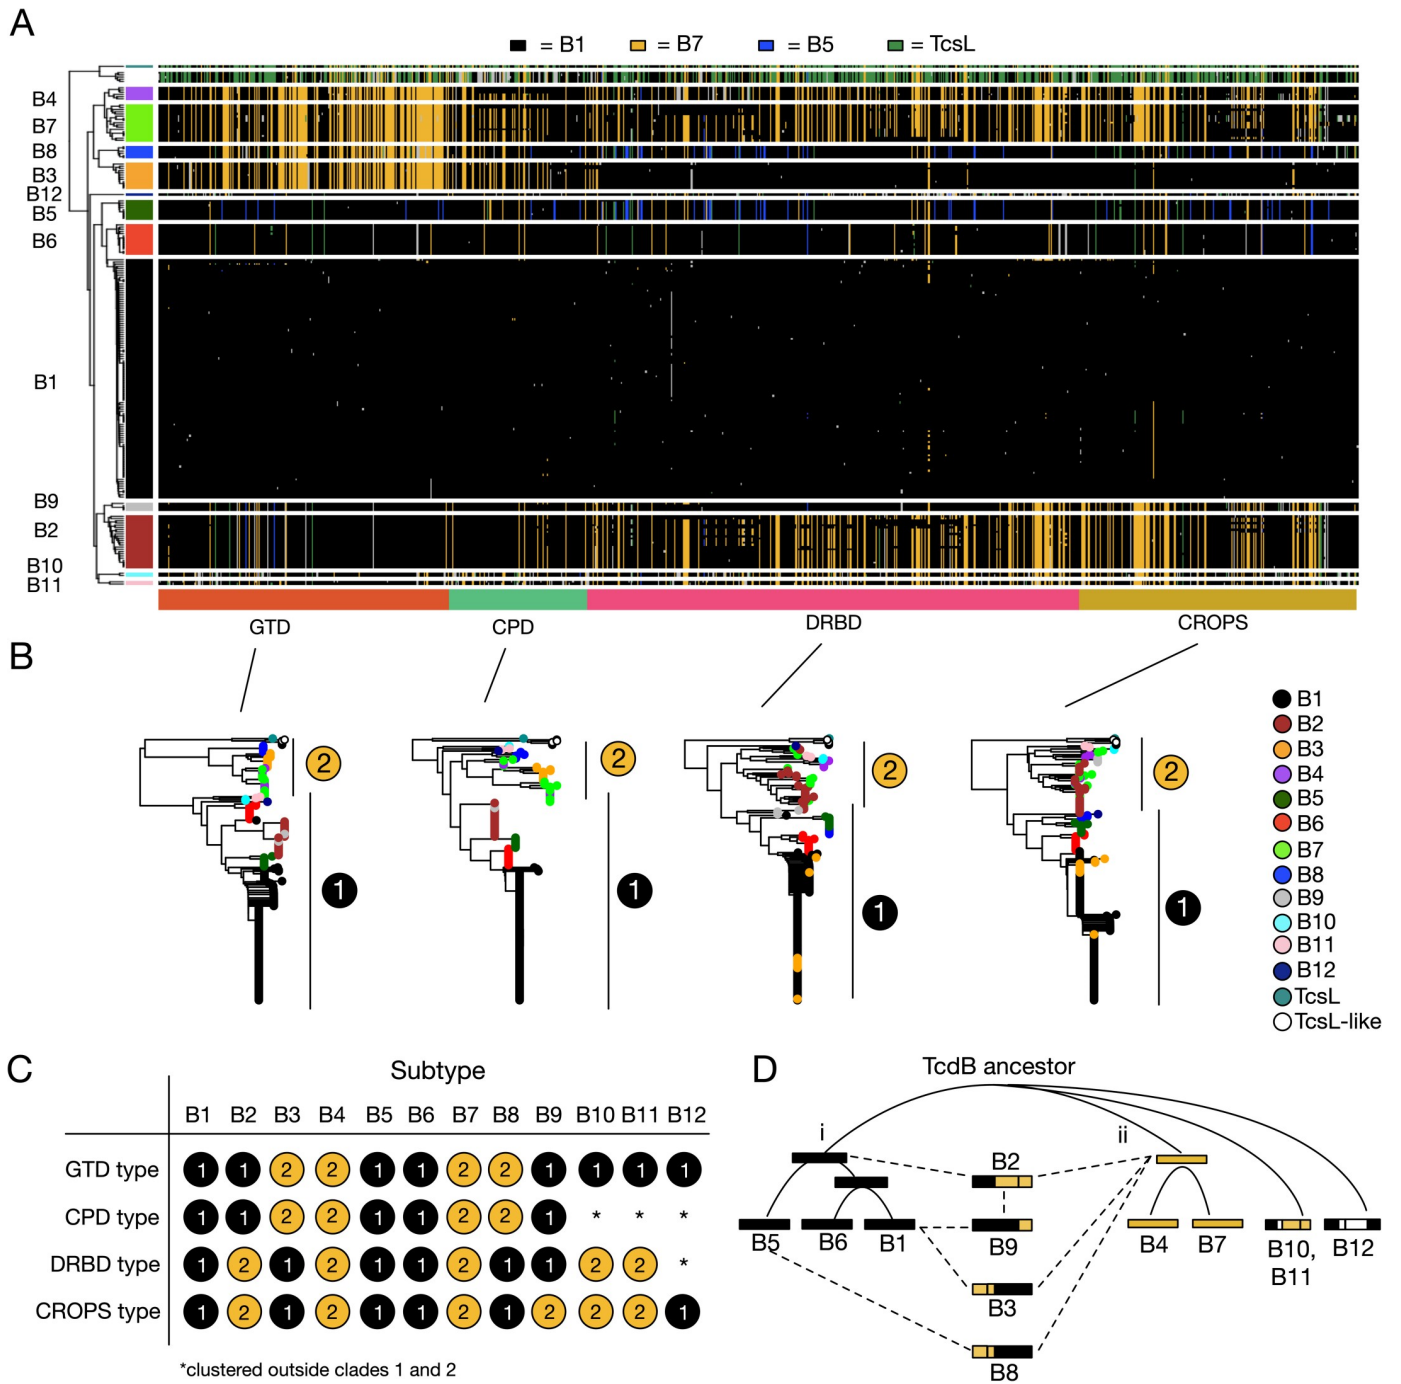 A
= B1 = B7 = B5 = TcsL
B4
B7
B8
B3
B12
B5
B6
B1
B9
B2
B10
B11
GTD CPD DRBD CROPS
B
2 2 2 2
1 1 1 1
B1
B2
B3
B4
B5
B6
B7
B8
B9
B10
B11
B12
TcsL
TcsL-like
C
Subtype
B1 B2 B3 B4 B5 B6 B7 B8 B9 B10 B11 B12
GTD type 1 1 2 2 1 1 2 2 1 1 1 1
CPD type 1 1 2 2 1 1 2 2 1 * * *
DRBD type 1 2 1 2 1 1 2 1 1 2 2 *
CROPS type 1 2 1 2 1 1 2 1 2 2 2 1
*clustered outside clades 1 and 2
D
TcdB ancestor
i ii
B2
B5 B6 B1 B9 B4 B7 B10, B12
B11
B3
B8